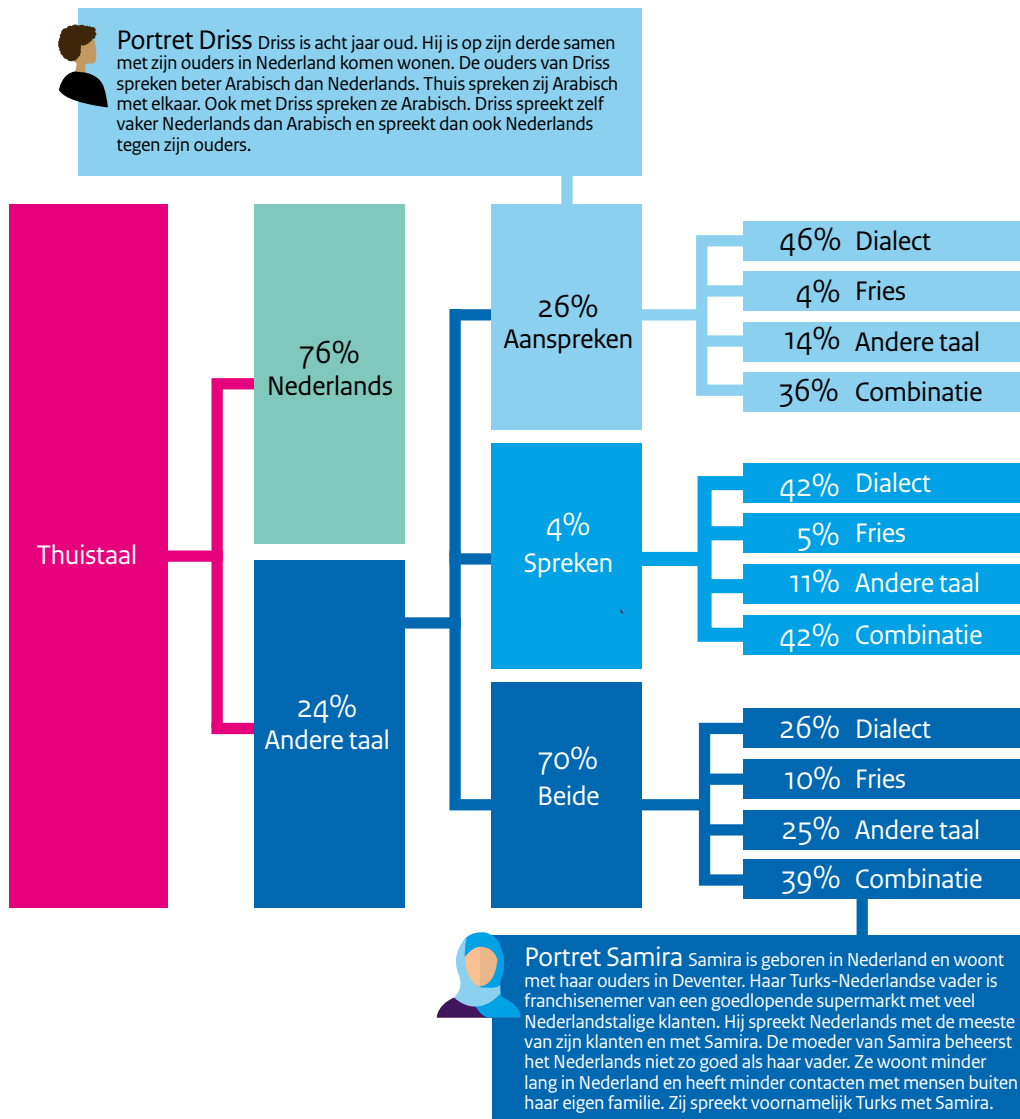 Portret Driss Driss is acht jaar oud. Hij is op zijn derde samen
met zijn ouders in Nederland komen wonen. De ouders van Driss
spreken beter Arabisch dan Nederlands. Thuis spreken zij Arabisch
met elkaar. Ook met Driss spreken ze Arabisch. Driss spreekt zelf
vaker Nederlands dan Arabisch en spreekt dan ook Nederlands
tegen zijn ouders.
Thuistaal
76%
Nederlands
24%
Andere taal
26%
Aanspreken
46% Dialect
4% Fries
14% Andere taal
36% Combinatie
4%
Spreken
42% Dialect
5% Fries
11% Andere taal
42% Combinatie
70%
Beide
26% Dialect
10% Fries
25% Andere taal
39% Combinatie
Portret Samira Samira is geboren in Nederland en woont
met haar ouders in Deventer. Haar Turks-Nederlandse vader is
franchisenemer van een goedlopende supermarkt met veel
Nederlandstalige klanten. Hij spreekt Nederlands met de meeste
van zijn klanten en met Samira. De moeder van Samira beheerst
het Nederlands niet zo goed als haar vader. Ze woont minder
lang in Nederland en heeft minder contacten met mensen buiten
haar eigen familie. Zij spreekt voornamelijk Turks met Samira.